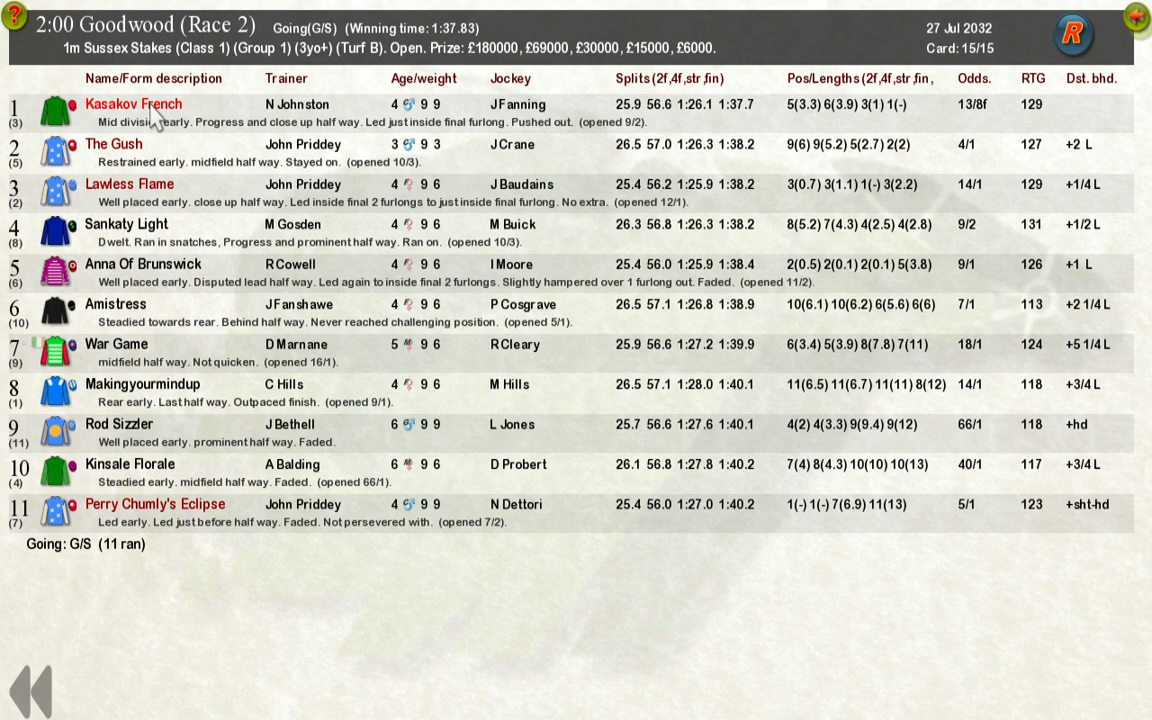 ?
2:00 Goodwood (Race 2) Going(G/S) (Winning time: 1:37.83) 27 Jul 2032
1m Sussex Stakes (Class 1) (Group 1) (3yo+) (Turf B). Open. Prize: £180000, £69000, £30000, £15000, £6000. Card: 15/15 R
Name/Form description Trainer Age/weight Jockey Splits (2f,4f,str,fin) Pos/Lengths (2f,4f,str,fin, Odds. RTG Dst. bhd.
1 Kasakov French N Johnston 4 9 9 J Fanning 25.9 56.6 1:26.1 1:37.7 5(3.3) 6(3.9) 3(1) 1(-) 13/8f 129
(3) Mid division early. Progress and close up half way. Led just inside final furlong. Pushed out. (opened 9/2).
2 The Gush John Priddey 3 9 3 J Crane 26.5 57.0 1:26.3 1:38.2 9(6) 9(5.2) 5(2.7) 2(2) 4/1 127 +2 L
(5) Restrained early. midfield half way. Stayed on. (opened 10/3).
3 Lawless Flame John Priddey 4 9 6 J Baudains 25.4 56.2 1:25.9 1:38.2 3(0.7) 3(1.1) 1(-) 3(2.2) 14/1 129 +1/4 L
(2) Well placed early. close up half way. Led inside final 2 furlongs to just inside final furlong. No extra. (opened 12/1).
4 Sankaty Light M Gosden 4 9 6 M Buick 26.3 56.8 1:26.3 1:38.2 8(5.2) 7(4.3) 4(2.5) 4(2.8) 9/2 131 +1/2 L
(8) Dwelt. Ran in snatches, Progress and prominent half way. Ran on. (opened 10/3).
5 Anna Of Brunswick R Cowell 4 9 6 I Moore 25.4 56.0 1:25.9 1:38.4 2(0.5) 2(0.1) 2(0.1) 5(3.8) 9/1 126 +1 L
(6) Well placed early. Disputed lead half way. Led again to inside final 2 furlongs. Slightly hampered over 1 furlong out. Faded. (opened 11/2).
6 Amistress J Fanshawe 4 9 6 P Cosgrave 26.5 57.1 1:26.8 1:38.9 10(6.1) 10(6.2) 6(5.6) 6(6) 7/1 113 +2 1/4 L
(10) Steadied towards rear. Behind half way. Never reached challenging position. (opened 5/1).
7 War Game D Marnane 5 9 6 R Cleary 25.9 56.6 1:27.2 1:39.9 6(3.4) 5(3.9) 8(7.8) 7(11) 18/1 124 +5 1/4 L
(9) midfield half way. Not quicken. (opened 16/1).
8 Makingyourmindup C Hills 4 9 6 M Hills 26.5 57.1 1:28.0 1:40.1 11(6.5) 11(6.7) 11(11) 8(12) 14/1 118 +3/4 L
(1) Rear early. Last half way. Outpaced finish. (opened 9/1).
9 Rod Sizzler J Bethell 6 9 9 L Jones 25.7 56.6 1:27.6 1:40.1 4(2) 4(3.3) 9(9.4) 9(12) 66/1 118 +hd
(11) Well placed early. prominent half way. Faded.
10 Kinsale Florale A Balding 6 9 6 D Probert 26.1 56.8 1:27.8 1:40.2 7(4) 8(4.3) 10(10) 10(13) 40/1 117 +3/4 L
(4) Steadied early. midfield half way. Faded. (opened 66/1).
11 Perry Chumly's Eclipse John Priddey 4 9 9 N Dettori 25.4 56.0 1:27.0 1:40.2 1(-) 1(-) 7(6.9) 11(13) 5/1 123 +sht-hd
(7) Led early. Led just before half way. Faded. Not persevered with. (opened 7/2).
Going: G/S (11 ran)